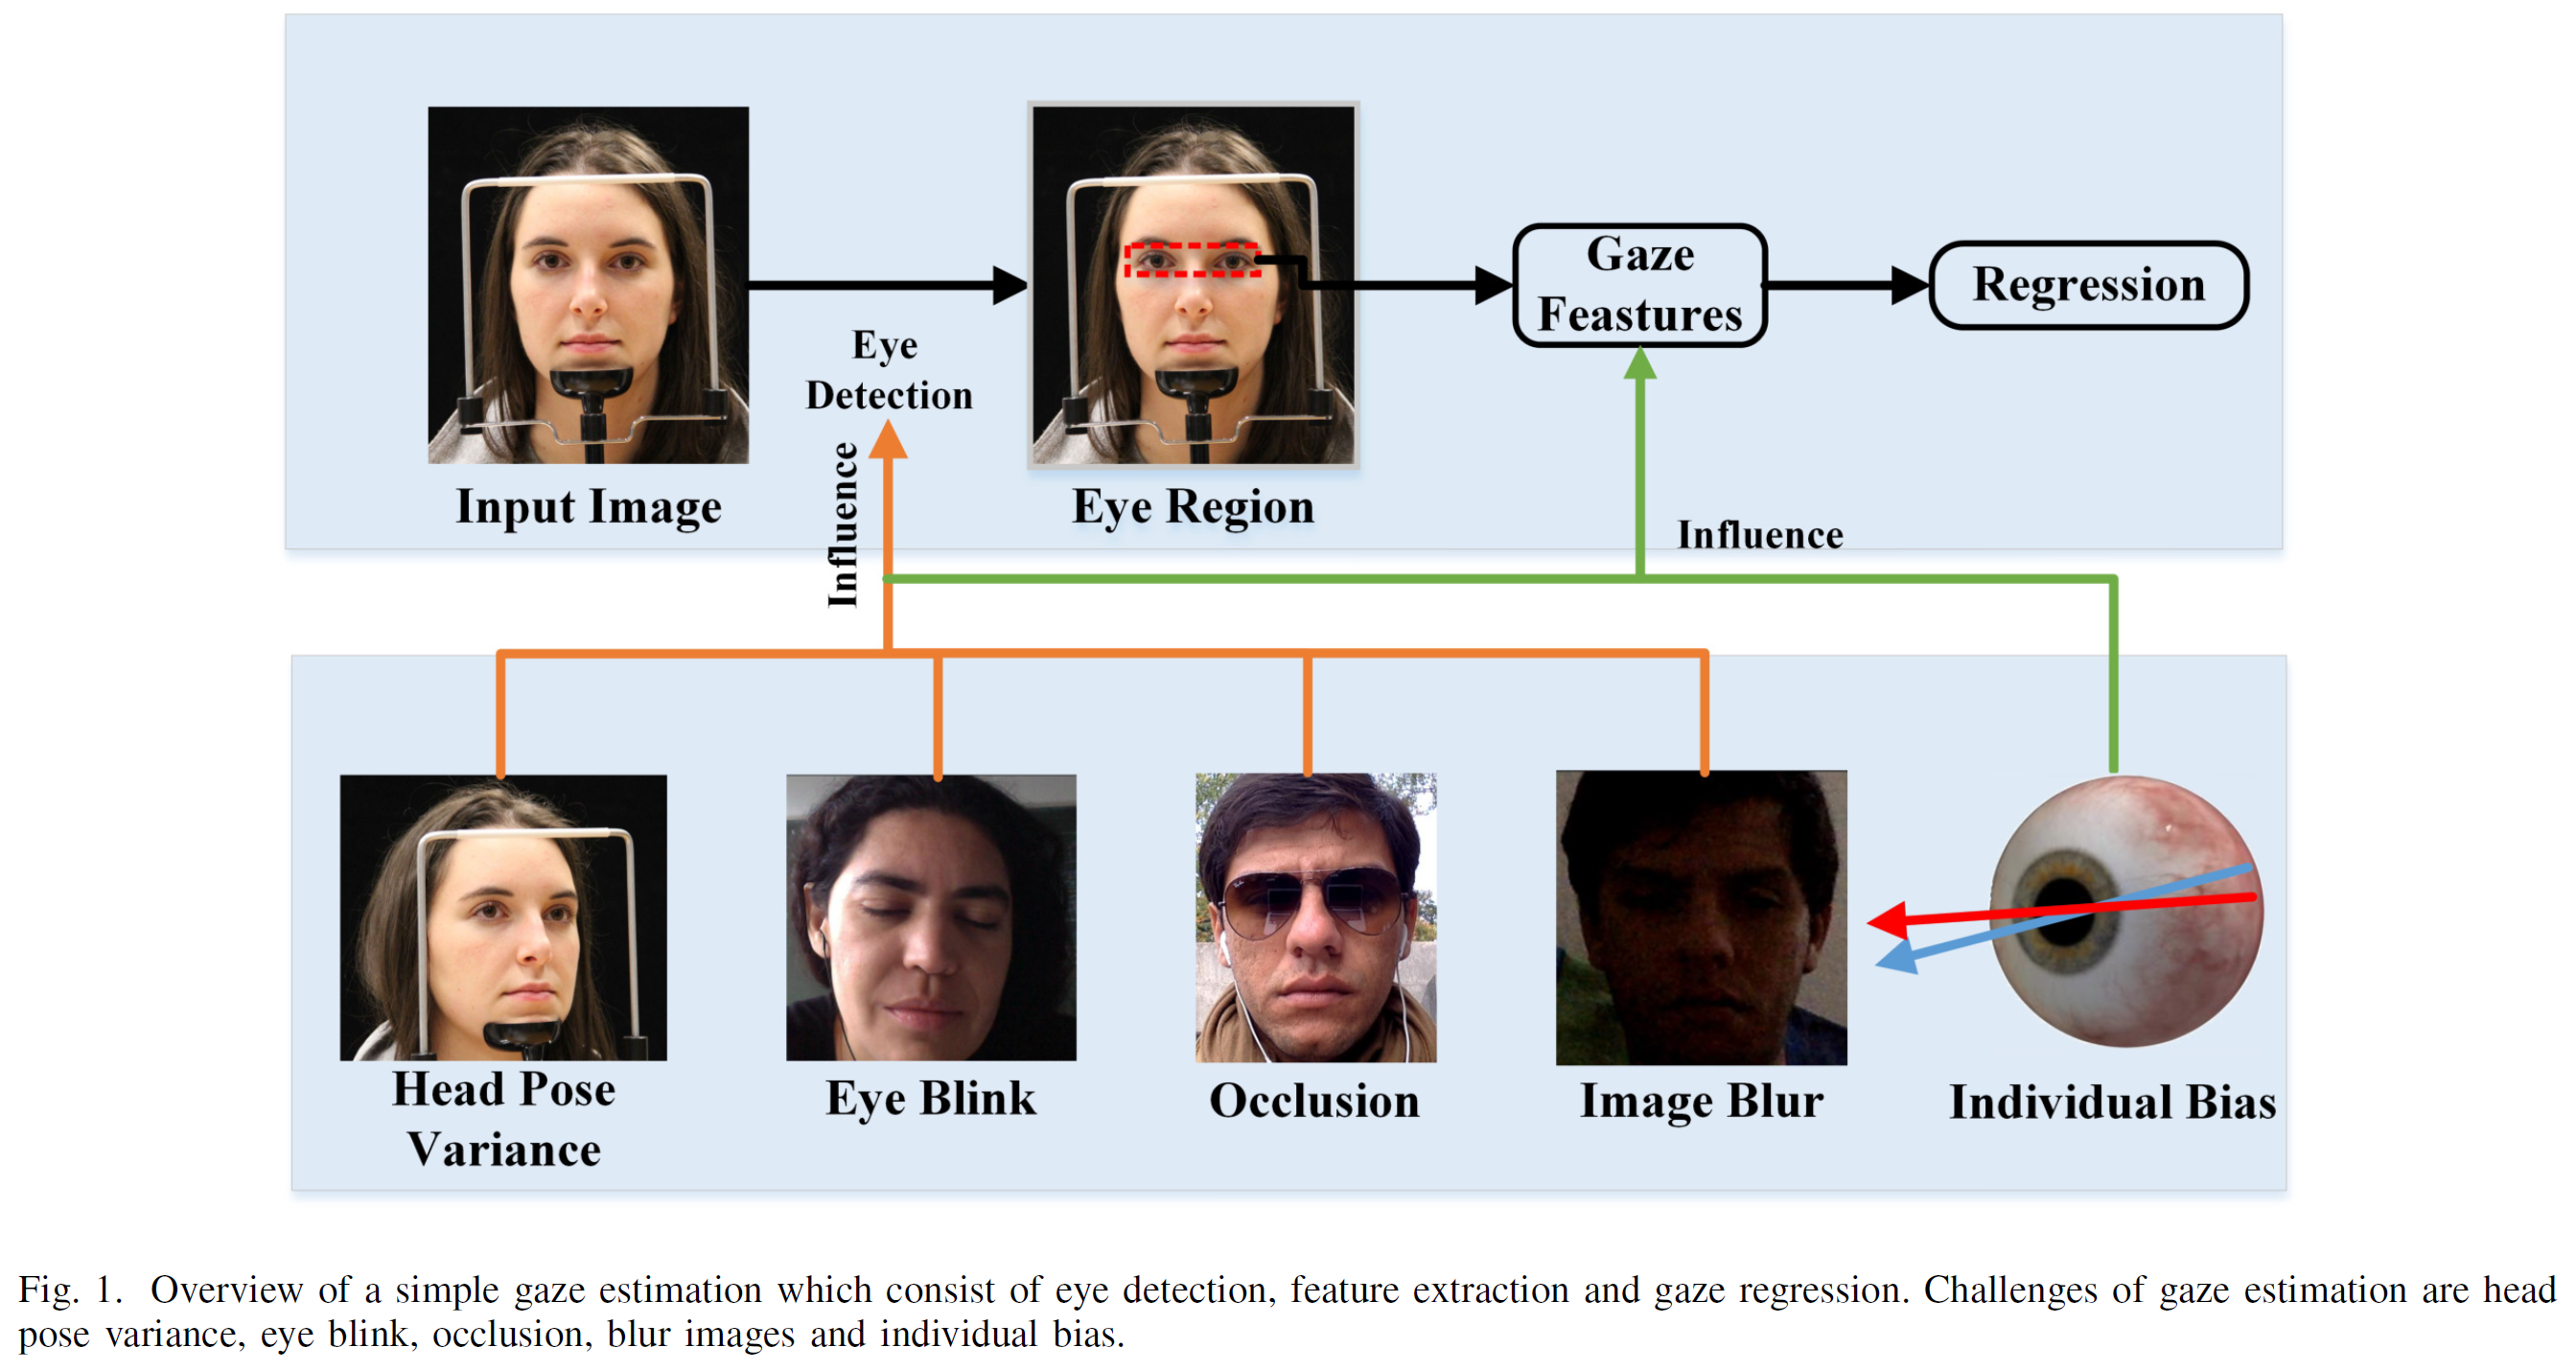 Eye
Detection
Input Image
Eye Region
Gaze
Feastures
Regression
Influence
Influence
Head Pose
Variance
Eye Blink
Occlusion
Image Blur
Individual Bias
Fig. 1. Overview of a simple gaze estimation which consist of eye detection, feature extraction and gaze regression. Challenges of gaze estimation are head
pose variance, eye blink, occlusion, blur images and individual bias.